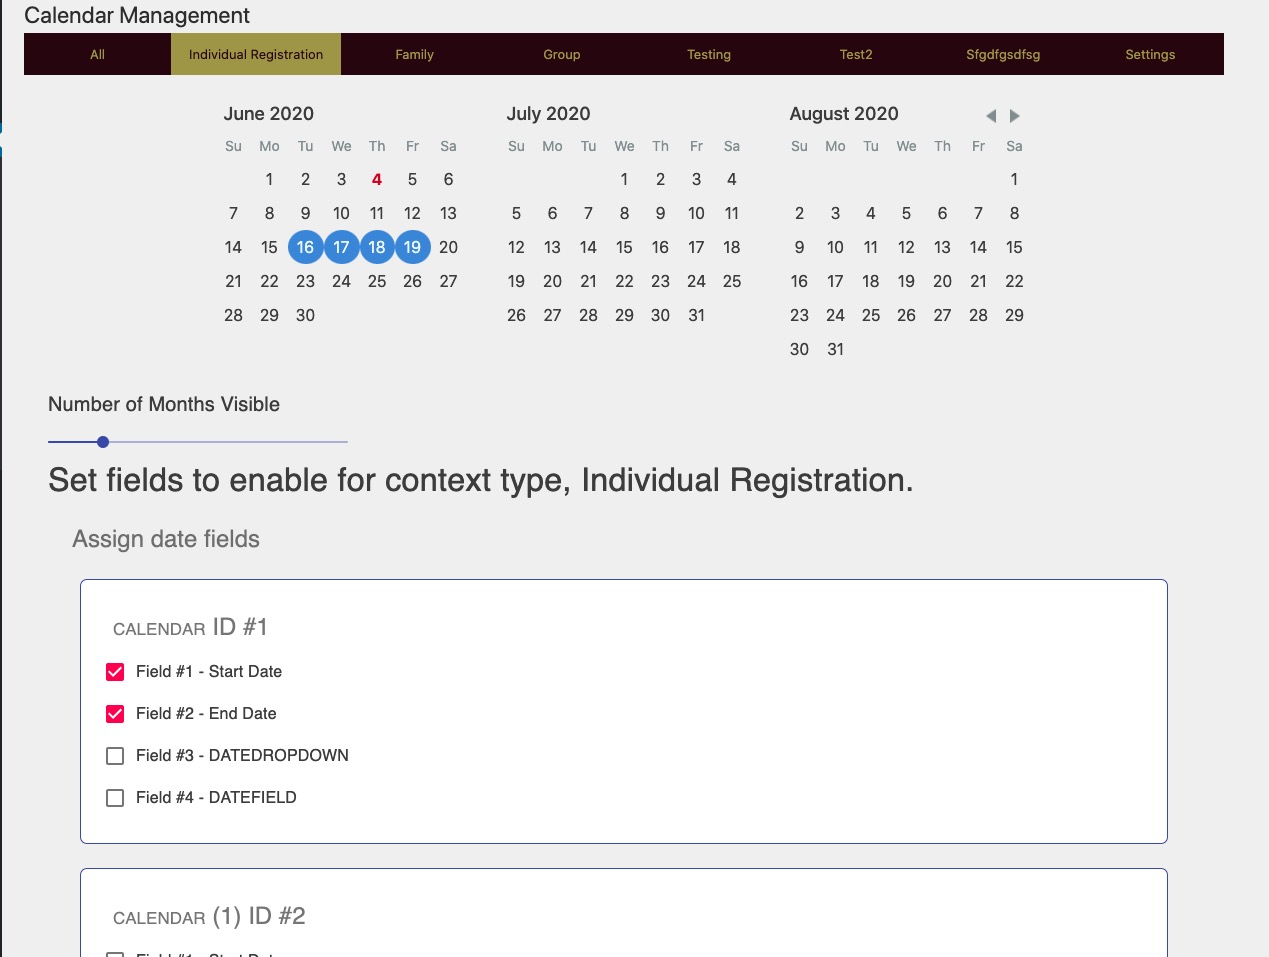 Calendar Management
All Individual Registration Family Group Testing Test2 Sfgdfgsdfsg Settings
June 2020 July 2020 August 2020
Su Mo Tu We Th Fr Sa Su Mo Tu We Th Fr Sa Su Mo Tu We Th Fr Sa
1 2 3 4 5 6 1 2 3 4 1
7 8 9 10 11 12 13 5 6 7 8 9 10 11 2 3 4 5 6 7 8
14 15 16 17 18 19 20 12 13 14 15 16 17 18 9 10 11 12 13 14 15
21 22 23 24 25 26 27 19 20 21 22 23 24 25 16 17 18 19 20 21 22
28 29 30 26 27 28 29 30 31 23 24 25 26 27 28 29
30 31
Number of Months Visible
Set fields to enable for context type, Individual Registration.
Assign date fields
CALENDAR ID #1
Field #1 - Start Date
Field #2 - End Date
Field #3 - DATEDROPDOWN
Field #4 - DATEFIELD
CALENDAR (1) ID #2
Field #1 - Start Date